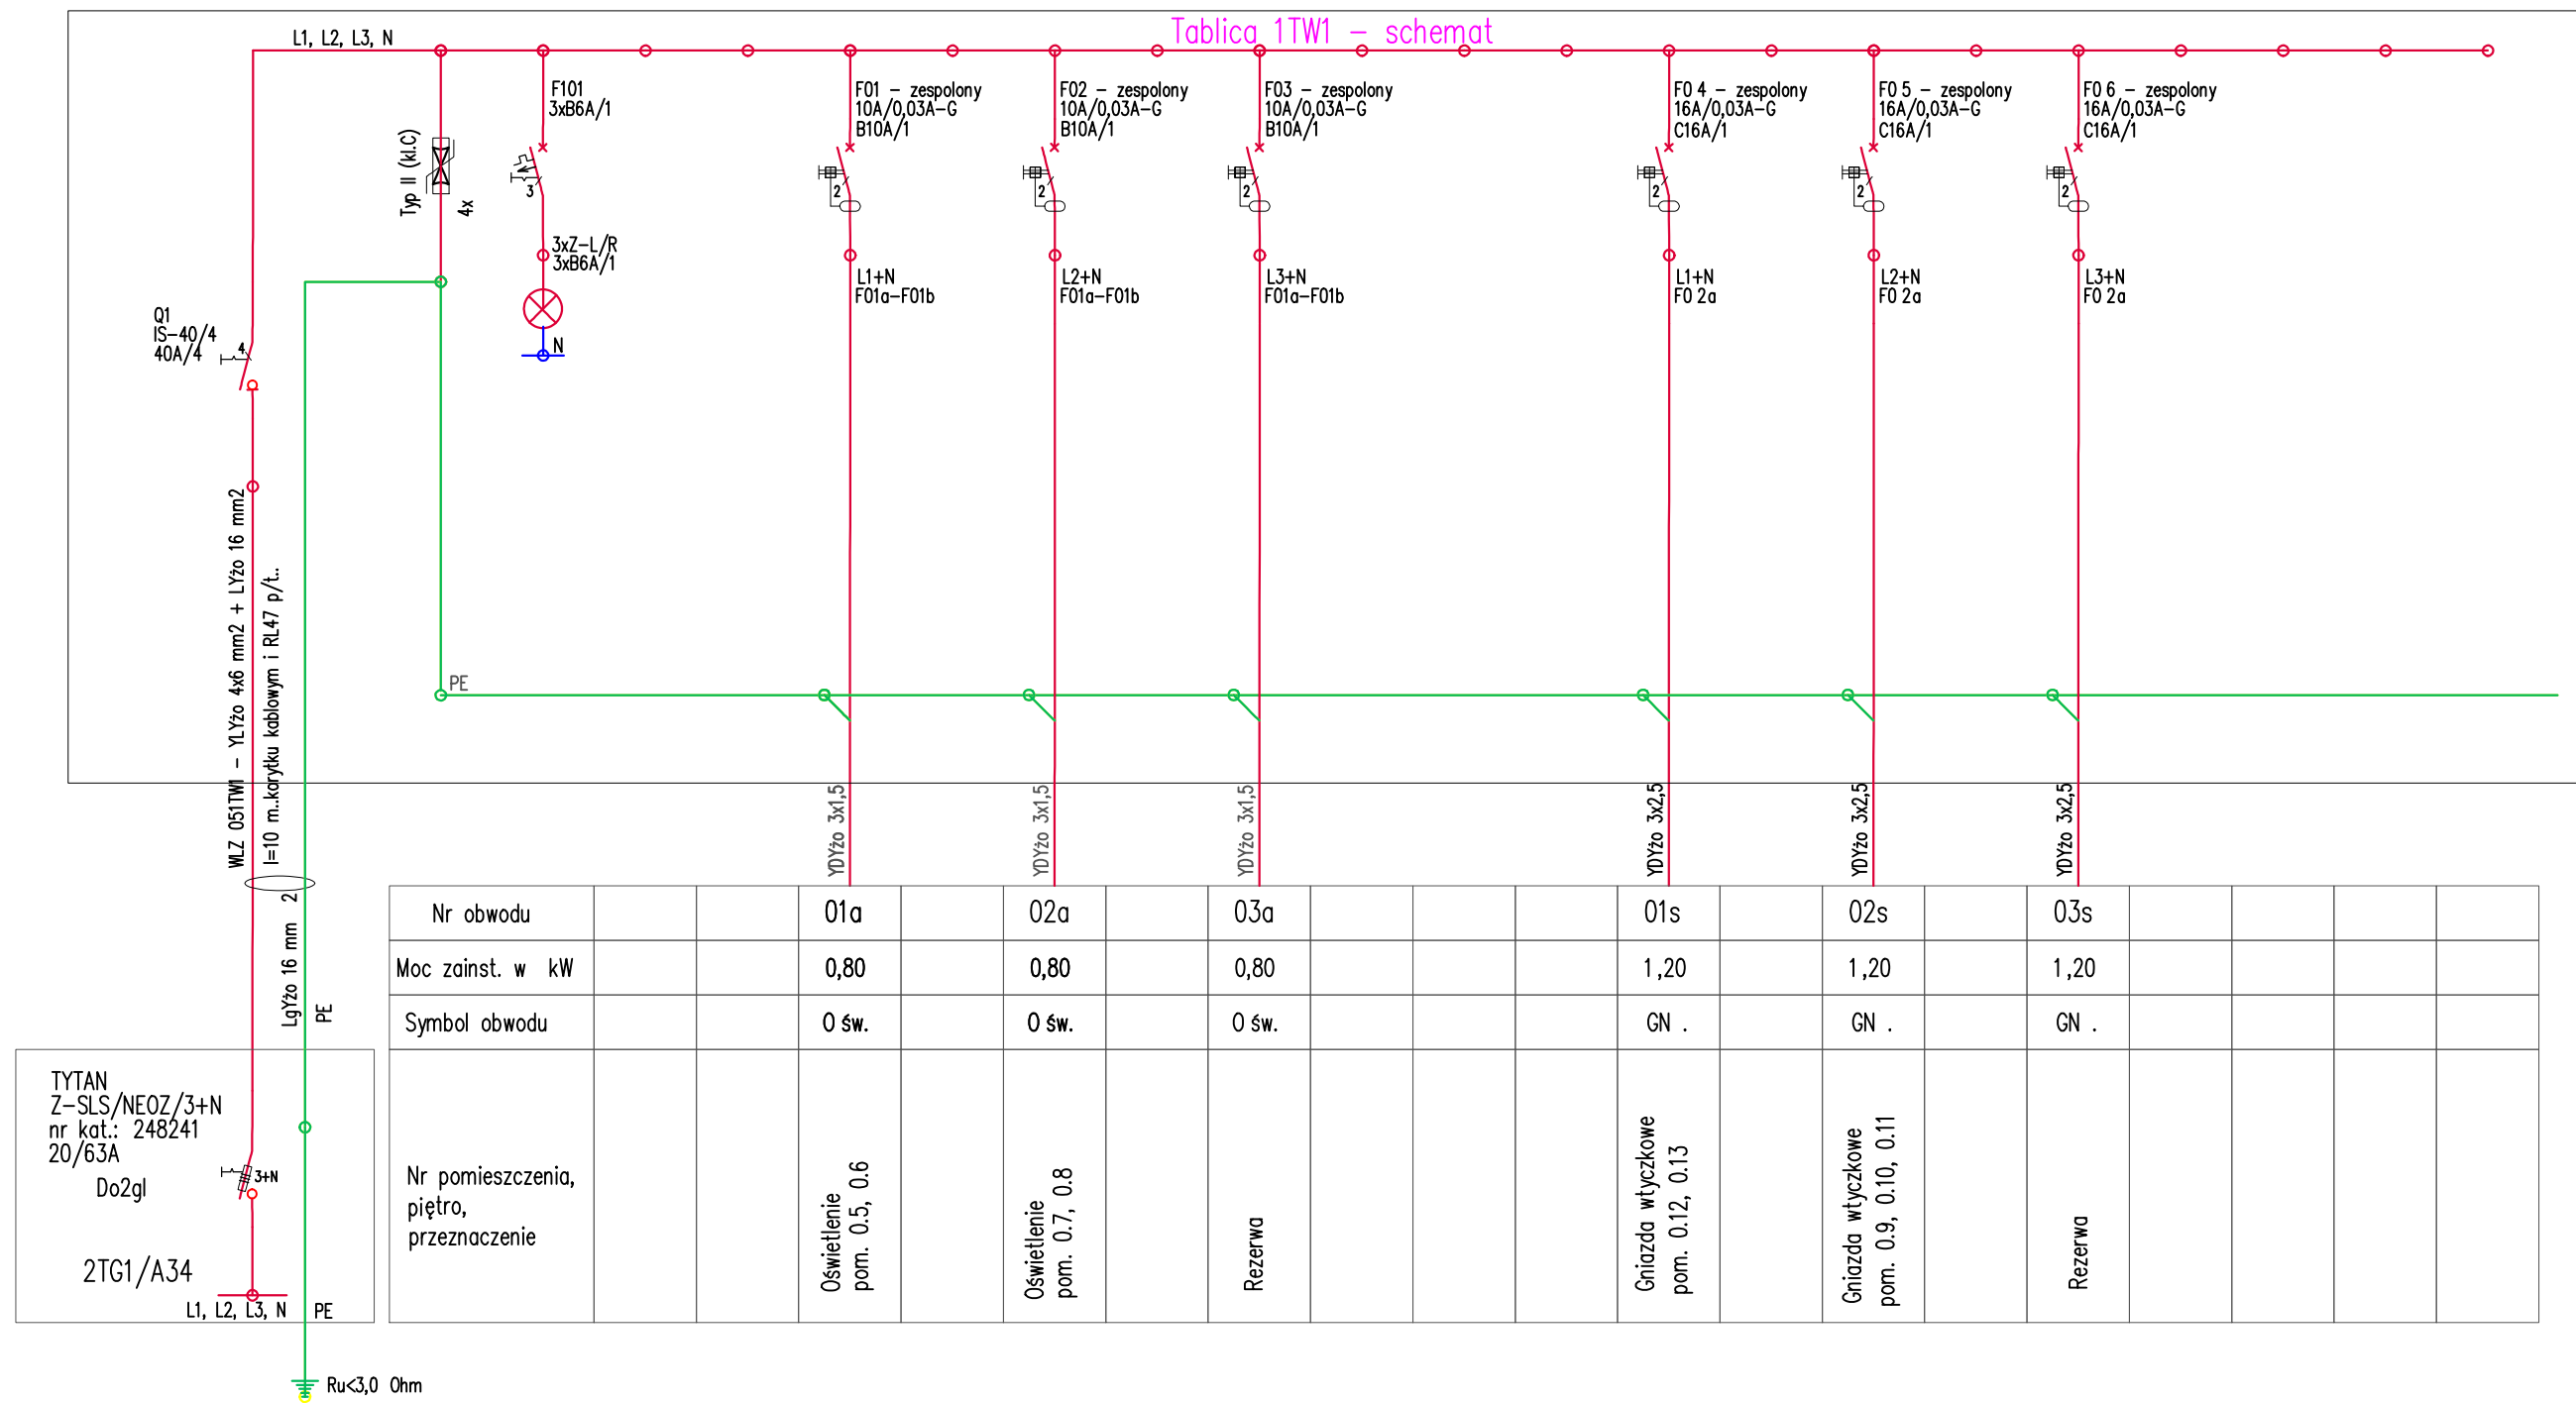 Tablica 1TW1 - schemat
L1, L2, L3, N
F101
3xB6A/1
F01 - zespolony
10A/0,03A-G
B10A/1
F02 - zespolony
10A/0,03A-G
B10A/1
F03 - zespolony
10A/0,03A-G
B10A/1
F0 4 - zespolony
16A/0,03A-G
C16A/1
F0 5 - zespolony
16A/0,03A-G
C16A/1
F0 6 - zespolony
16A/0,03A-G
C16A/1
Typ II (kl.C)
4x
3
2
2
2
2
2
2
3xZ-L/R
3xB6A/1
N
L1+N
F01a-F01b
L2+N
F01a-F01b
L3+N
F01a-F01b
L1+N
F0 2a
L2+N
F0 2a
L3+N
F0 2a
Q1
IS-40/4
40A/4
4
WLZ 051TW1 - YLYżo 4x6 mm2 + LYżo 16 mm2
l=10 m..korytku kablowym i RL47 p/t..
PE
YDYżo 3x1,5
YDYżo 3x1,5
YDYżo 3x1,5
YDYżo 3x2,5
YDYżo 3x2,5
YDYżo 3x2,5
LgYżo 16 mm 2
PE
Nr obwodu
01a
02a
03a
01s
02s
03s
Moc zainst. w kW
0,80
0,80
0,80
1,20
1,20
1,20
Symbol obwodu
O św.
O św.
O św.
GN .
GN .
GN .
Nr pomieszczenia,
piętro,
przeznaczenie
Oświetlenie
pom. 0.5, 0.6
Oświetlenie
pom. 0.7, 0.8
Rezerwa
Gniazda wtyczkowe
pom. 0.12, 0.13
Gniazda wtyczkowe
pom. 0.9, 0.10, 0.11
Rezerwa
TYTAN
Z-SLS/NEOZ/3+N
nr kat.: 248241
20/63A
Do2gl
3+N
2TG1/A34
L1, L2, L3, N
PE
Ru<3,0 Ohm